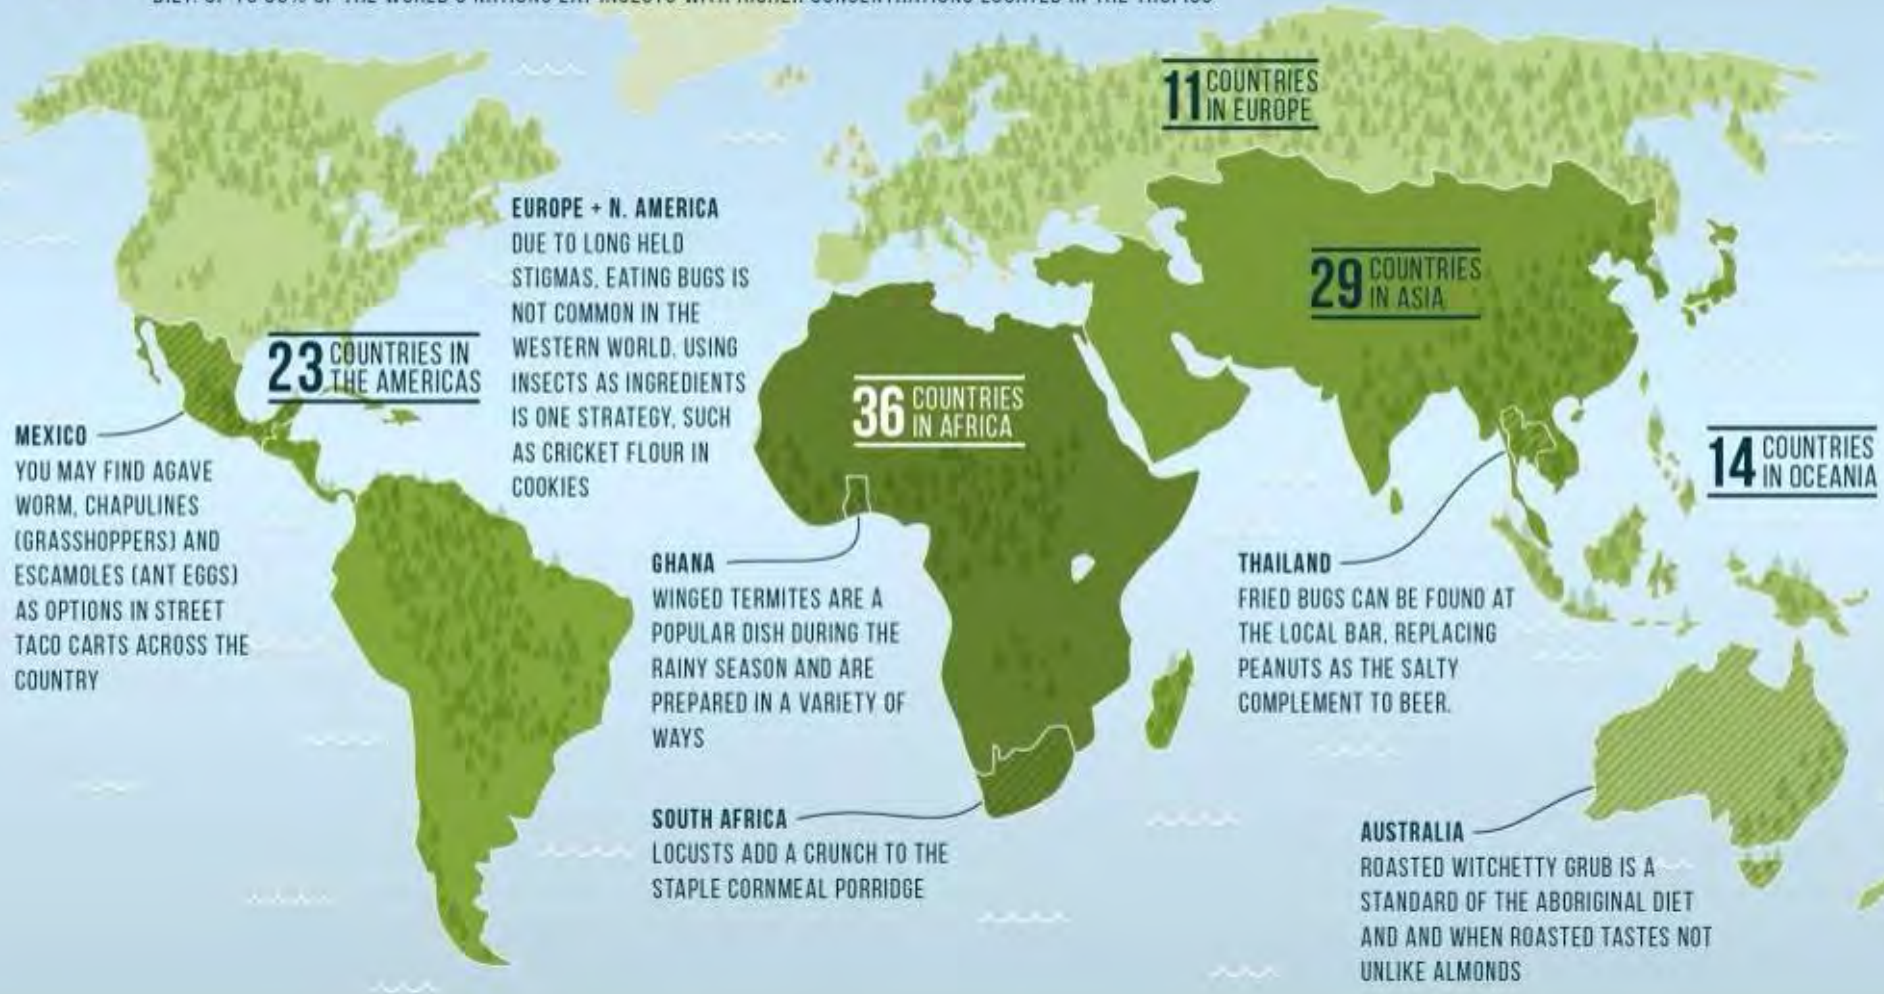 11 COUNTRIES
IN EUROPE
EUROPE + N. AMERICA
DUE TO LONG HELD
STIGMAS, EATING BUGS IS
NOT COMMON IN THE
WESTERN WORLD. USING
INSECTS AS INGREDIENTS
IS ONE STRATEGY, SUCH
AS CRICKET FLOUR IN
COOKIES
29 COUNTRIES
IN ASIA
23 COUNTRIES IN
THE AMERICAS
36 COUNTRIES
IN AFRICA
14 COUNTRIES
IN OCEANIA
MEXICO
YOU MAY FIND AGAVE
WORM, CHAPULINES
(GRASSHOPPERS) AND
ESCAMOLES (ANT EGGS)
AS OPTIONS IN STREET
TACO CARTS ACROSS THE
COUNTRY
GHANA
WINGED TERMITES ARE A
POPULAR DISH DURING THE
RAINY SEASON AND ARE
PREPARED IN A VARIETY OF
WAYS
THAILAND
FRIED BUGS CAN BE FOUND AT
THE LOCAL BAR, REPLACING
PEANUTS AS THE SALTY
COMPLEMENT TO BEER.
SOUTH AFRICA
LOCUSTS ADD A CRUNCH TO THE
STAPLE CORNMEAL PORRIDGE
AUSTRALIA
ROASTED WITCHETTY GRUB IS A
STANDARD OF THE ABORIGINAL DIET
AND AND WHEN ROASTED TASTES NOT
UNLIKE ALMONDS